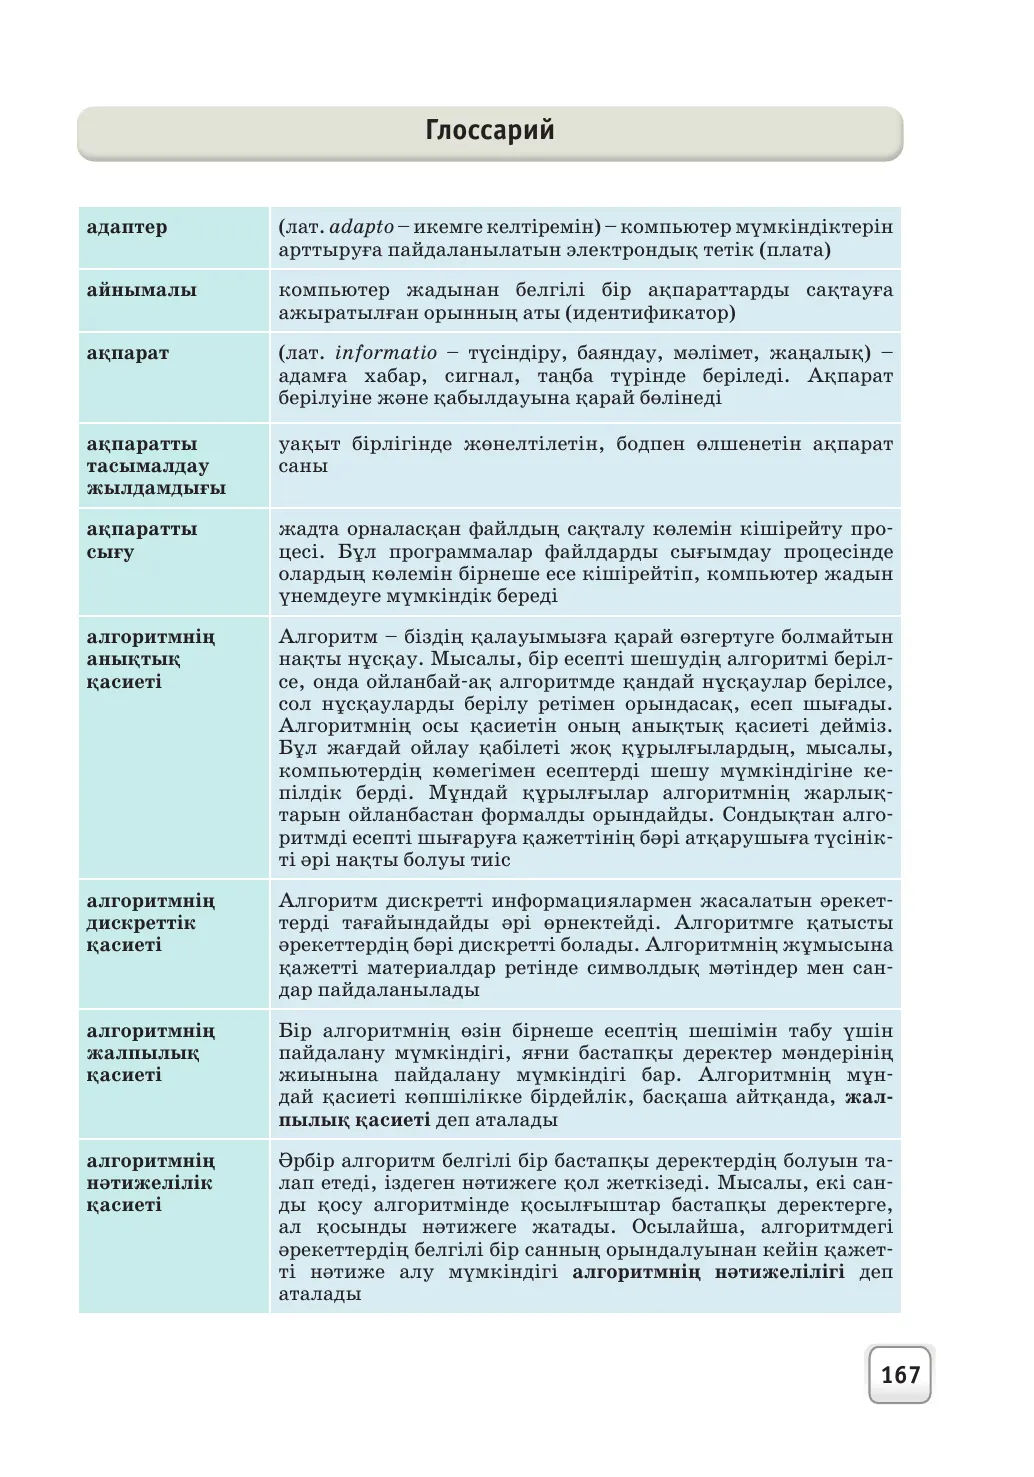 Глоссарий
адаптер
(лат. adapto – икемге келтіремін) – компьютер мүмкіндіктерін
арттыруға пайдаланылатын электрондық тетік (плата)
айнымалы
компьютер жадынан белгілі бір ақпараттарды сақтауға
ажыратылған орынның аты (идентификатор)
ақпарат
(лат. informatio – түсіндіру, баяндау, мәлімет, жаңалық) –
адамға хабар, сигнал, таңба түрінде беріледі. Ақпарат
берілуіне және қабылдауына қарай бөлінеді
ақпаратты
тасымалдау
жылдамдығы
уақыт бірлігінде жөнелтілетін, бодпен өлшенетін ақпарат
саны
ақпаратты
сығу
жадта орналасқан файлдың сақталу көлемін кішірейту про-
цесі. Бұл программалар файлдарды сығымдау процесінде
олардың көлемін бірнеше есе кішірейтіп, компьютер жадын
үнемдеуге мүмкіндік береді
алгоритмнің
анықтық
қасиеті
Алгоритм – біздің қалауымызға қарай өзгертуге болмайтын
нақты нұсқау. Мысалы, бір есепті шешудің алгоритмі беріл-
се, онда ойланбай-ақ алгоритмде қандай нұсқаулар берілсе,
сол нұсқауларды берілу ретімен орындасақ, есеп шығады.
Алгоритмнің осы қасиетін оның анықтық қасиеті дейміз.
Бұл жағдай ойлау қабілеті жоқ құрылғылардың, мысалы,
компьютердің көмегімен есептерді шешу мүмкіндігіне ке-
пілдік берді. Мұндай құрылғылар алгоритмнің жарлық-
тарын ойланбастан формалды орындайды. Сондықтан алго-
ритмді есепті шығаруға қажеттінің бәрі атқарушыға түсінік-
ті әрі нақты болуы тиіс
алгоритмнің
дискреттік
қасиеті
Алгоритм дискретті информациялармен жасалатын әрекет-
терді тағайындайды әрі өрнектейді. Алгоритмге қатысты
әрекеттердің бәрі дискретті болады. Алгоритмнің жұмысына
қажетті материалдар ретінде символдық мәтіндер мен сан-
дар пайдаланылады
алгоритмнің
жалпылық
қасиеті
Бір алгоритмнің өзін бірнеше есептің шешімін табу үшін
пайдалану мүмкіндігі, яғни бастапқы деректер мәндерінің
жиынына пайдалану мүмкіндігі бар. Алгоритмнің мұн-
дай қасиеті көпшілікке бірдейлік, басқаша айтқанда, жал-
пылық қасиеті деп аталады
алгоритмнің
нәтижелілік
қасиеті
Әрбір алгоритм белгілі бір бастапқы деректердің болуын та-
лап етеді, іздеген нәтижеге қол жеткізеді. Мысалы, екі сан-
ды қосу алгоритмінде қосылғыштар бастапқы деректерге,
ал қосынды нәтижеге жатады. Осылайша, алгоритмдегі
әрекеттердің белгілі бір санның орындалуынан кейін қажет-
ті нәтиже алу мүмкіндігі алгоритмнің нәтижелілігі деп
аталады
167